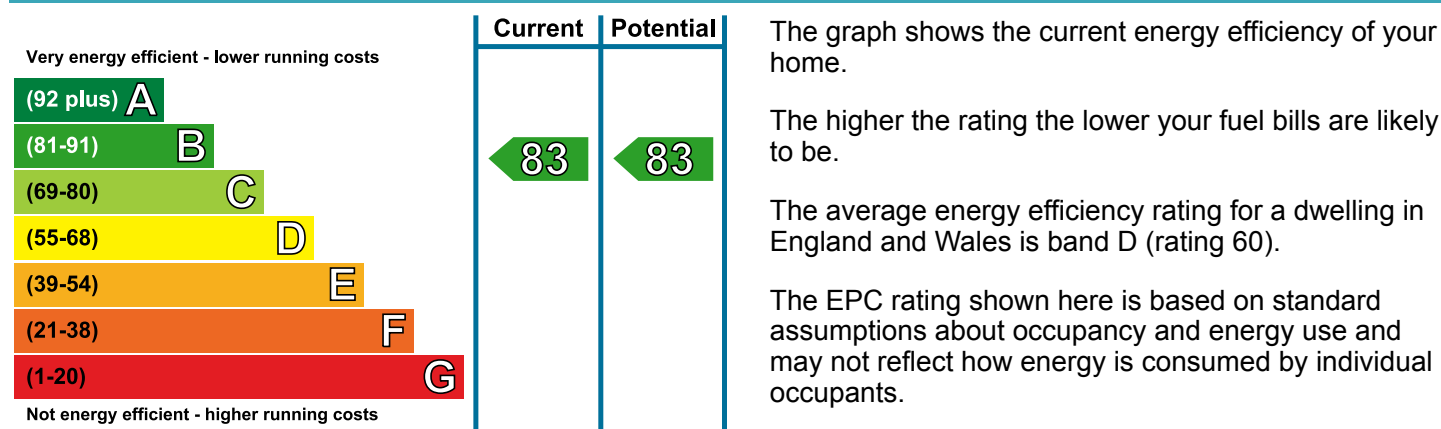 Current Potential
Very energy efficient - lower running costs
(92 plus) A
(81-91) B
83 83
(69-80) C
(55-68) D
(39-54) E
(21-38) F
(1-20) G
Not energy efficient - higher running costs
The graph shows the current energy efficiency of your
home.
The higher the rating the lower your fuel bills are likely
to be.
The average energy efficiency rating for a dwelling in
England and Wales is band D (rating 60).
The EPC rating shown here is based on standard
assumptions about occupancy and energy use and
may not reflect how energy is consumed by individual
occupants.